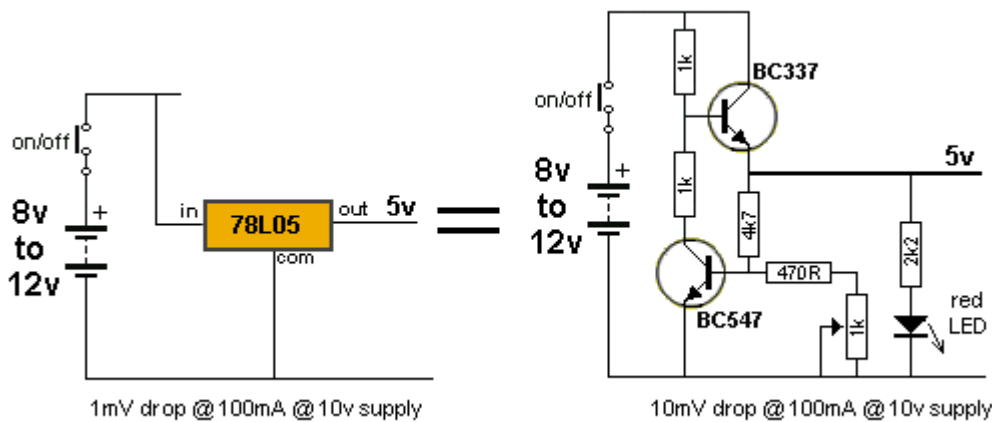 on/off
8v
to
12v
+
in
78L05
out
5v
com
1mV drop @ 100mA @ 10v supply
on/off
8v
to
12v
+
1k
BC337
1k
4k7
5v
BC547
470R
1k
2k2
red
LED
10mV drop @ 100mA @ 10v supply